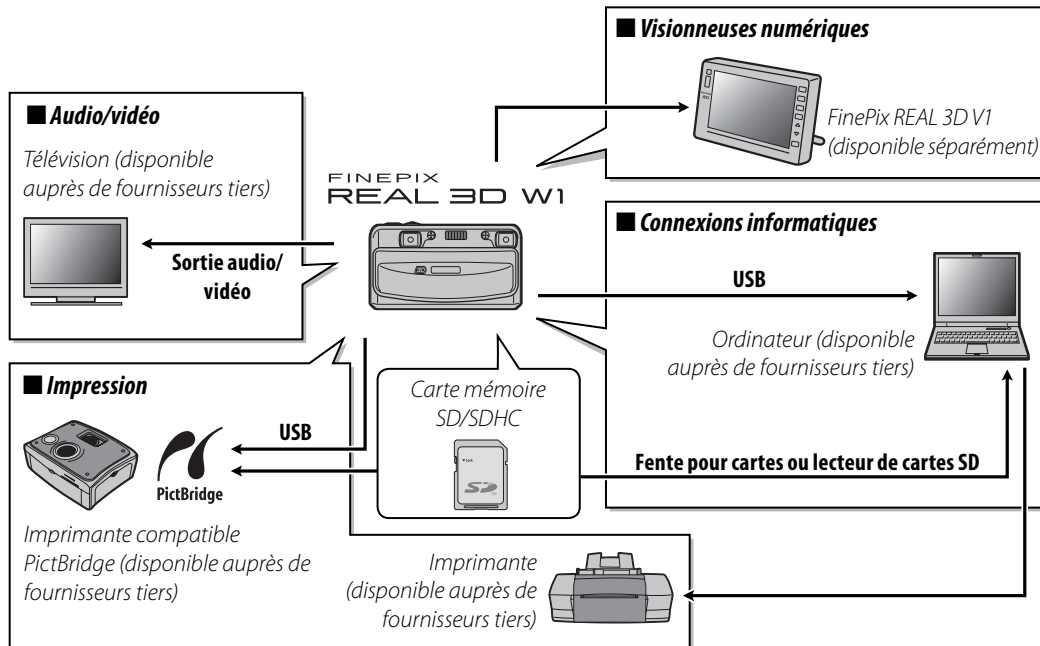 ■ Visionneuses numériques
FinePix REAL 3D V1
(disponible séparément)
■ Audio/vidéo
Télévision (disponible
auprès de fournisseurs tiers)
Sortie audio/
vidéo
FINEPIX
REAL 3D W1
■ Connexions informatiques
USB
Ordinateur (disponible
auprès de fournisseurs tiers)
■ Impression
USB
PictBridge
Imprimante compatible
PictBridge (disponible auprès de
fournisseurs tiers)
Carte mémoire
SD/SDHC
SD
Fente pour cartes ou lecteur de cartes SD
Imprimante
(disponible auprès de
fournisseurs tiers)